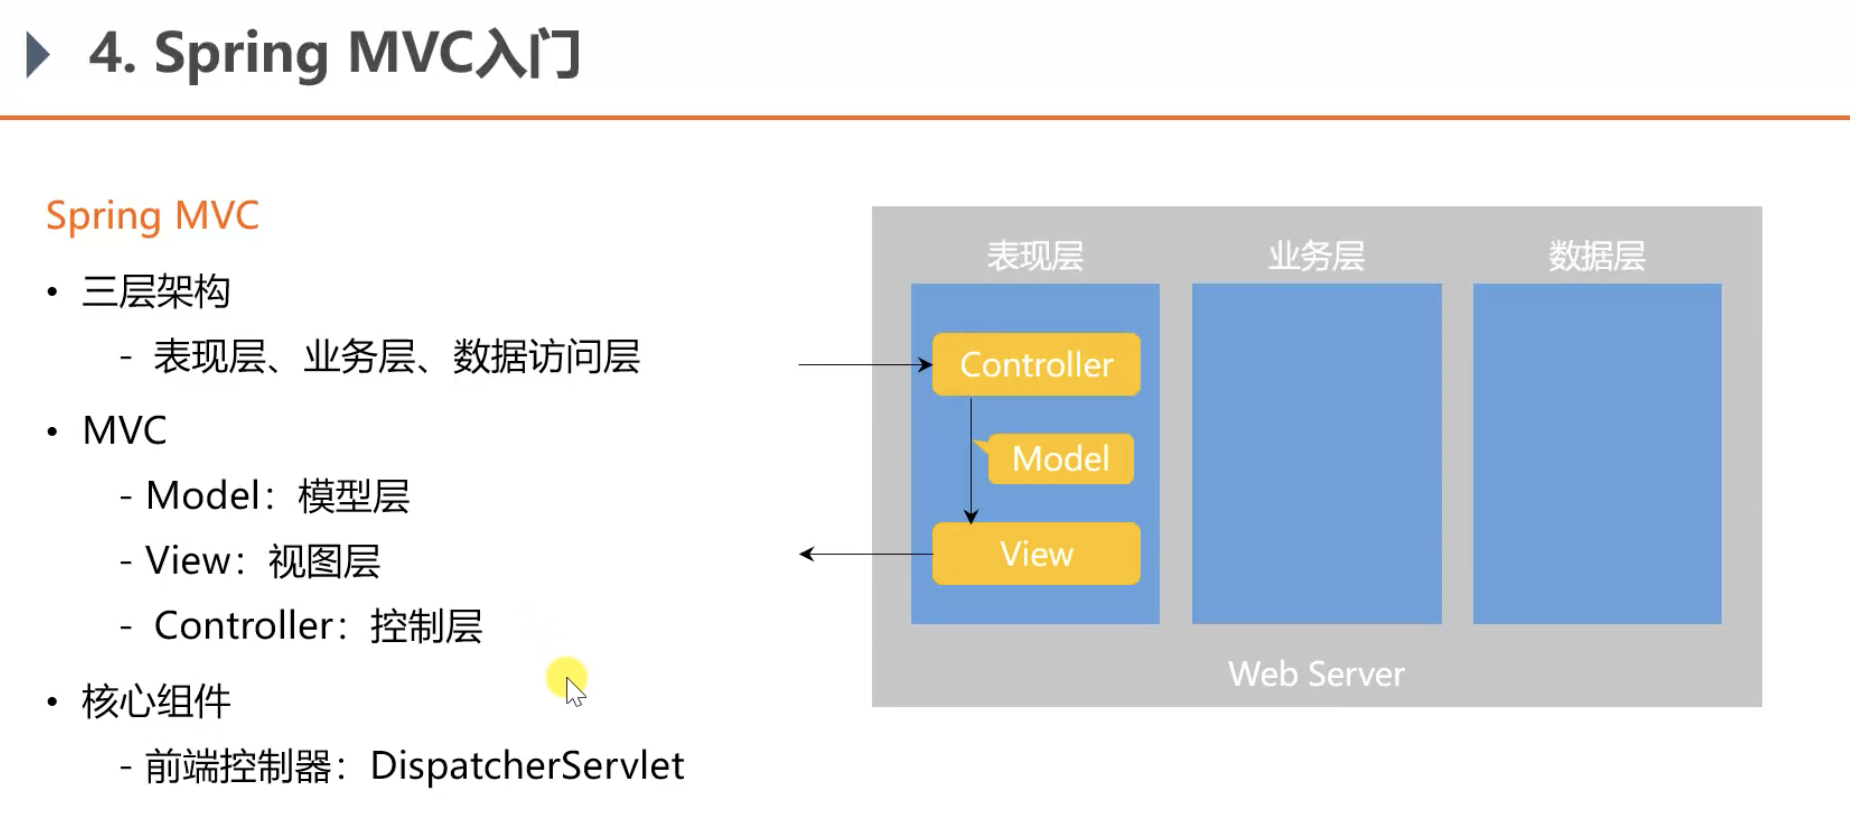 4. Spring MVC入门
Spring MVC
• 三层架构
- 表现层、业务层、数据访问层
• MVC
- Model：模型层
- View：视图层
- Controller：控制层
• 核心组件
- 前端控制器：DispatcherServlet
表现层 业务层 数据层
Controller
Model
View
Web Server